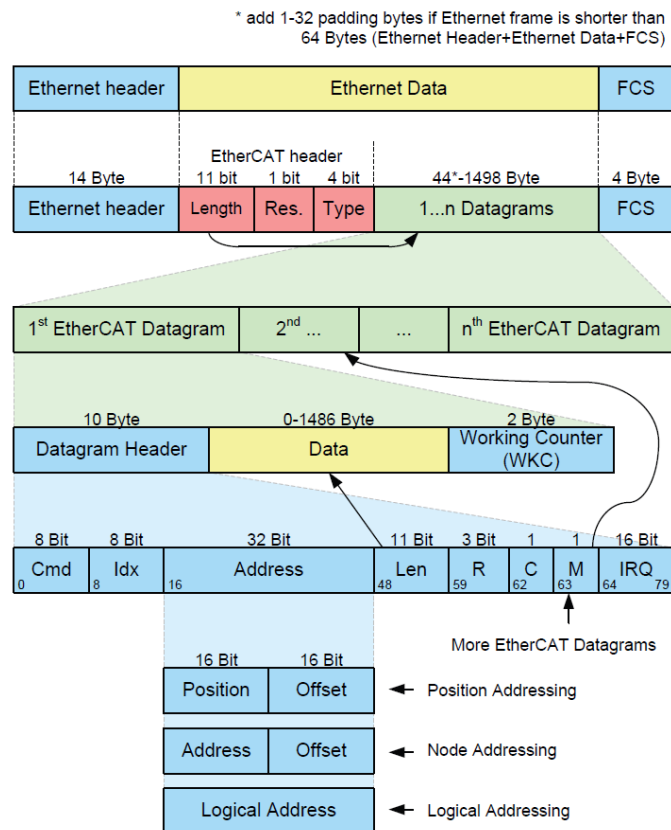 * add 1-32 padding bytes if Ethernet frame is shorter than
64 Bytes (Ethernet Header+Ethernet Data+FCS)
Ethernet header Ethernet Data FCS
EtherCAT header
14 Byte 11 bit 1 bit 4 bit 44*-1498 Byte 4 Byte
Ethernet header Length Res. Type 1...n Datagrams FCS
1st EtherCAT Datagram 2nd ... ... nth EtherCAT Datagram
10 Byte 0-1486 Byte 2 Byte
Datagram Header Data Working Counter
(WKC)
8 Bit 8 Bit 32 Bit 11 Bit 3 Bit 1 1 16 Bit
Cmd Idx Address Len R C M IRQ
0 8 16 48 59 62 63 64 79
More EtherCAT Datagrams
16 Bit 16 Bit
Position Offset Position Addressing
Address Offset Node Addressing
Logical Address Logical Addressing